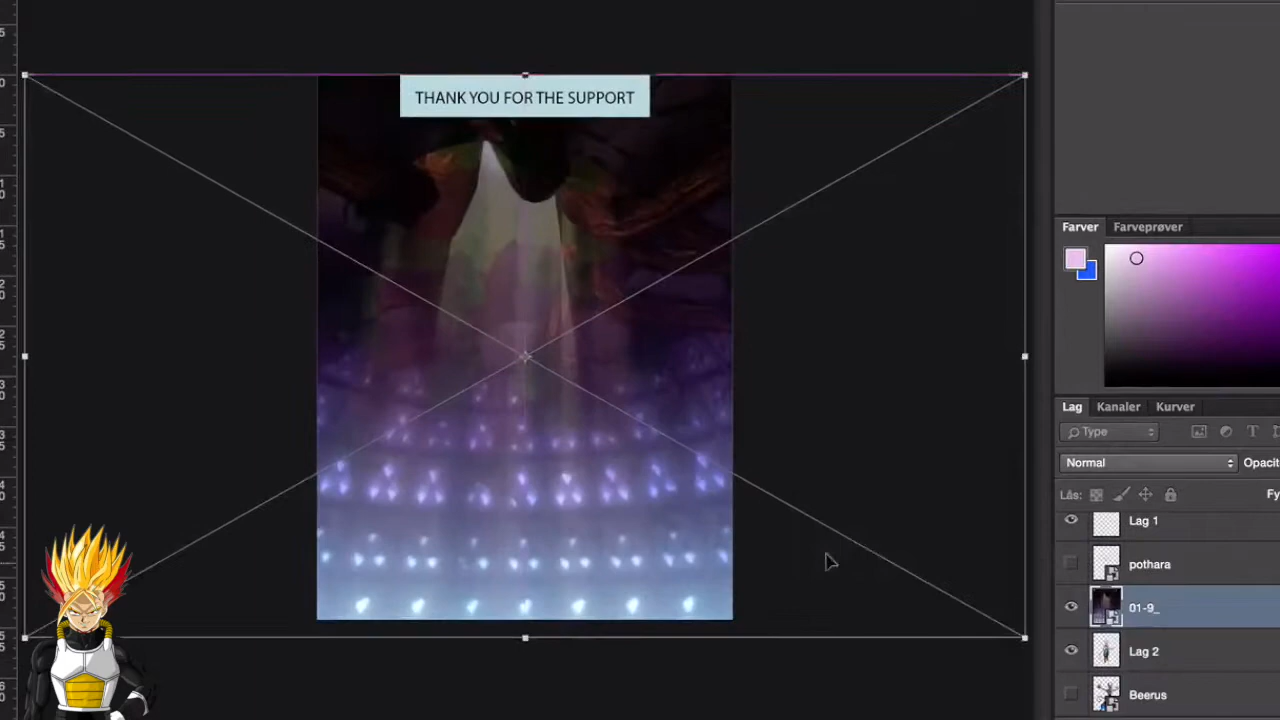 THANK YOU FOR THE SUPPORT
Farver
Farveprøver
Lag
Kanaler
Kurver
Type
Normal
Opacit
Lås:
Fy
Lag 1
pothara
01-9_
Lag 2
Beerus